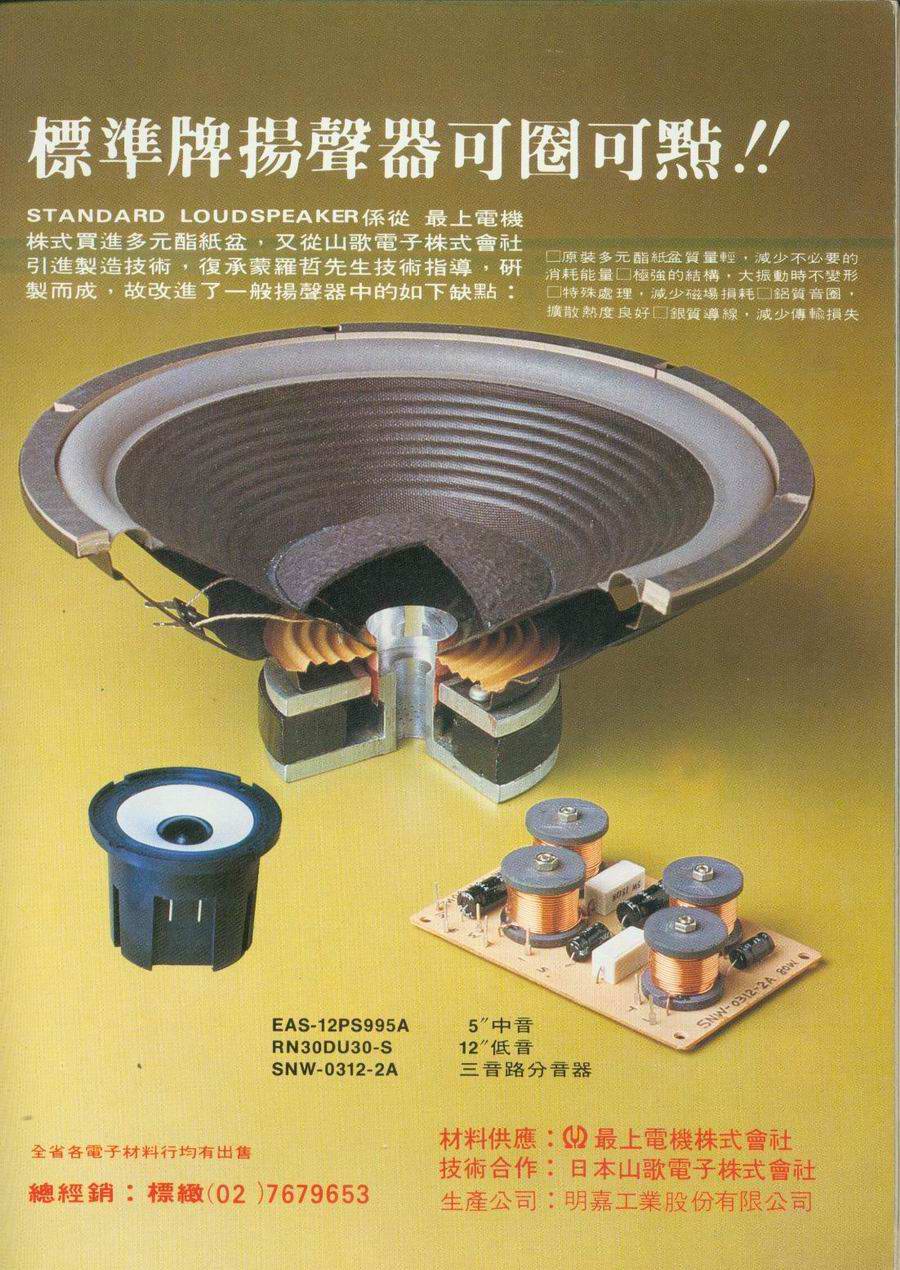 標準牌揚聲器可圈可點!!
STANDARD LOUDSPEAKER係從 最上電機
株式買進多元酯紙盆，又從山歌電子株式會社
引進製造技術，復承蒙羅哲先生技術指導，研
製而成，故改進了一般揚聲器中的如下缺點：
□原裝多元酯紙盆質量輕，減少不必要的
消耗能量□極強的結構，大振動時不變形
□特殊處理，減少磁場損耗□鋁質音圈，
擴散熱度良好□銀質導線，減少傳輸損失
SNW-0312-2A 80W
EAS-12PS995A 5″中音
RN30DU30-S 12″低音
SNW-0312-2A 三音路分音器
全省各電子材料行均有出售
總經銷：標緻(02 )7679653
材料供應：最上電機株式會社
技術合作：日本山歌電子株式會社
生產公司：明嘉工業股份有限公司